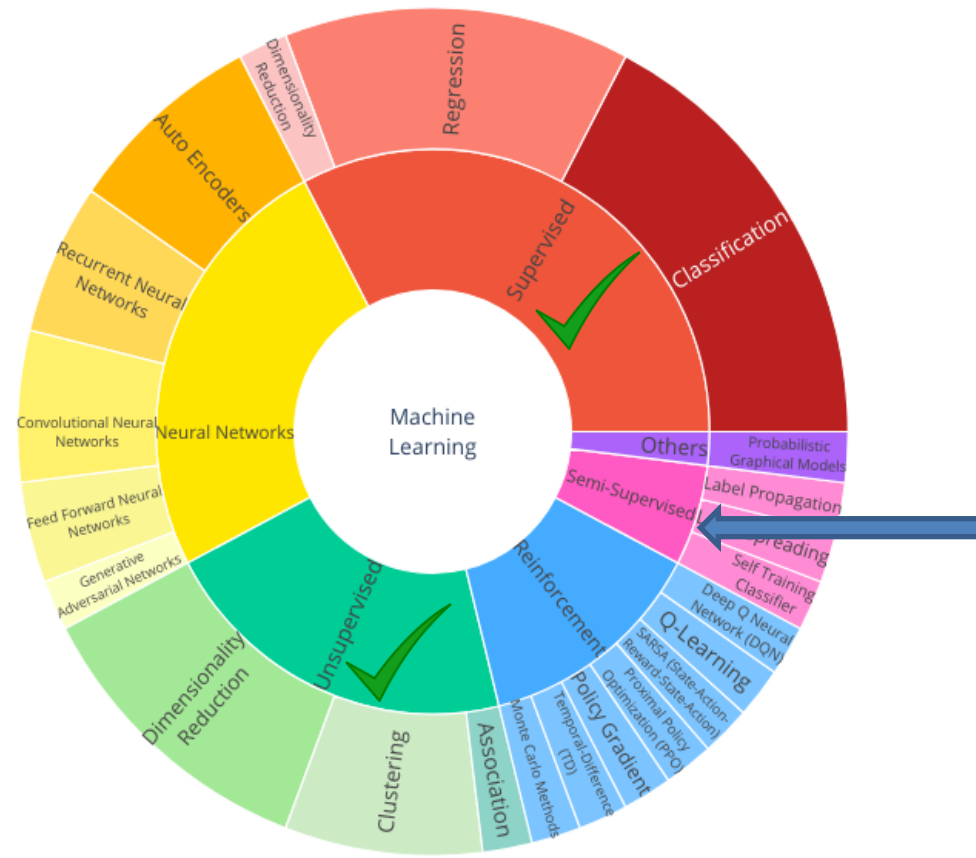 Machine
Learning
Supervised
Regression
Classification
Dimensionality
Reduction
Others
Probabilistic
Graphical Models
Semi-Supervised
Label Propagation
preading
Self Training
Classifier
Reinforcement
Deep Q Neural
Network (DQN)
Q-Learning
SARSA (State-Action-
Reward-State-Action)
Proximal Policy
Optimization (PPO)
Policy Gradient
Temporal-Difference
(TD)
Monte Carlo Methods
Unsupervised
Association
Clustering
Dimensionality
Reduction
Neural Networks
Generative
Adversarial Networks
Feed Forward Neural
Networks
Convolutional Neural
Networks
Recurrent Neural
Networks
Auto Encoders